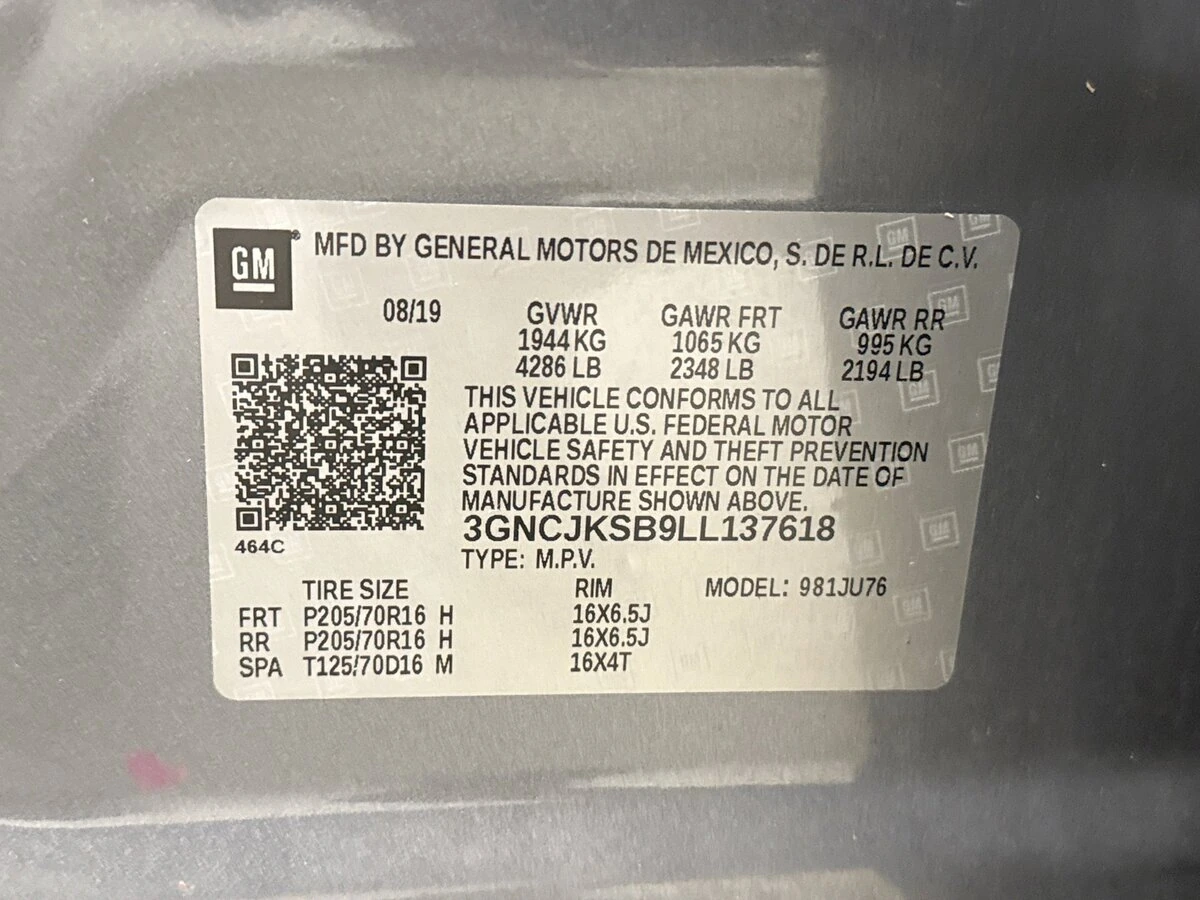 GM® MFD BY GENERAL MOTORS DE MEXICO, S. DE R.L. DE C.V.
08/19 GVWR GAWR FRT GAWR RR
1944 KG 1065 KG 995 KG
4286 LB 2348 LB 2194 LB
THIS VEHICLE CONFORMS TO ALL
APPLICABLE U.S. FEDERAL MOTOR
VEHICLE SAFETY AND THEFT PREVENTION
STANDARDS IN EFFECT ON THE DATE OF
MANUFACTURE SHOWN ABOVE.
3GNCJKSB9LL137618
464C
TYPE: M.P.V.
TIRE SIZE RIM MODEL: 981JU76
FRT P205/70R16 H 16X6.5J
RR P205/70R16 H 16X6.5J
SPA T125/70D16 M 16X4T